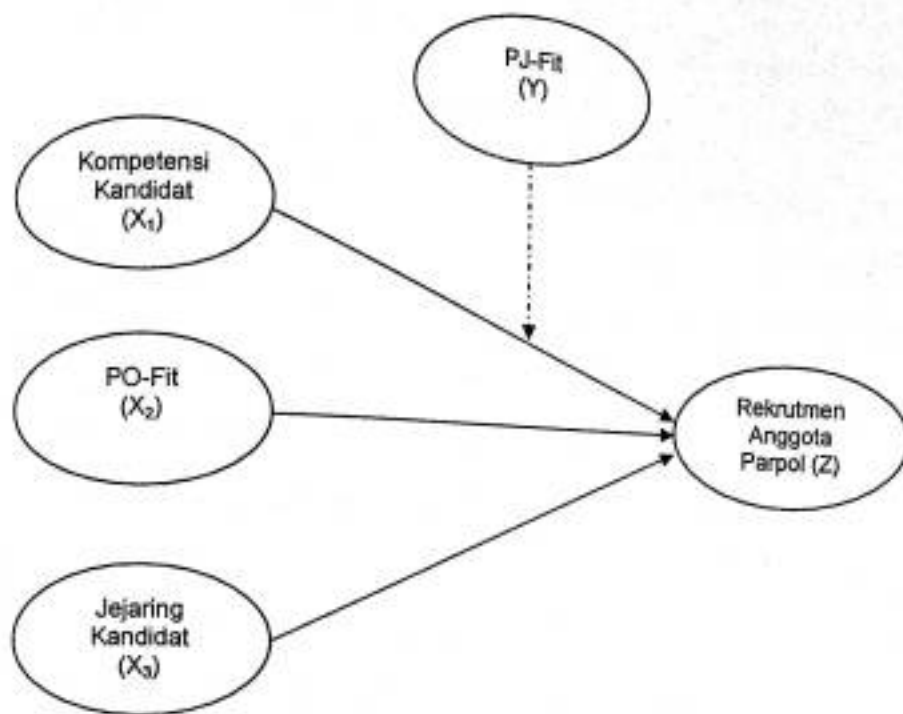 PJ-Fit
(Y)
Kompetensi
Kandidat
(X₁)
PO-Fit
(X₂)
Rekrutmen
Anggota
Parpol (Z)
Jejaring
Kandidat
(X₃)